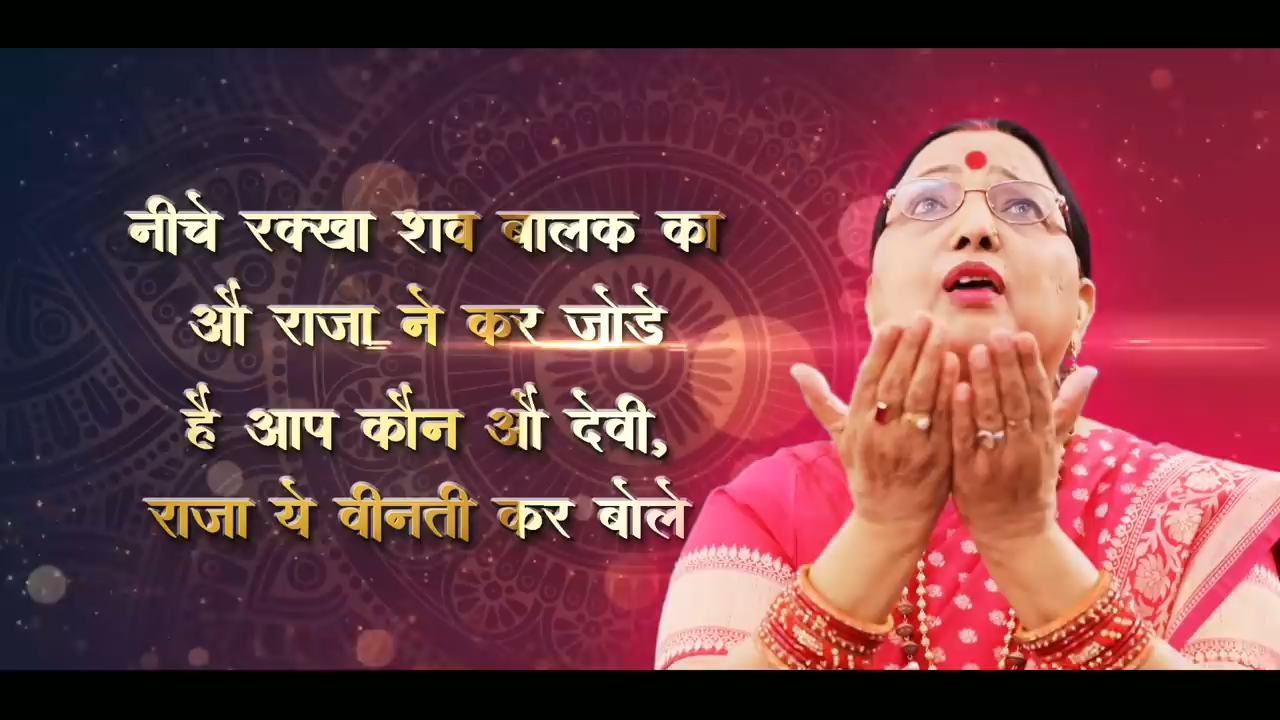 नीचे रक्खा शव बालक का
औ राजा ने कर जोडे
है आप कौन औ देवी,
राजा ये वीनती कर बोले